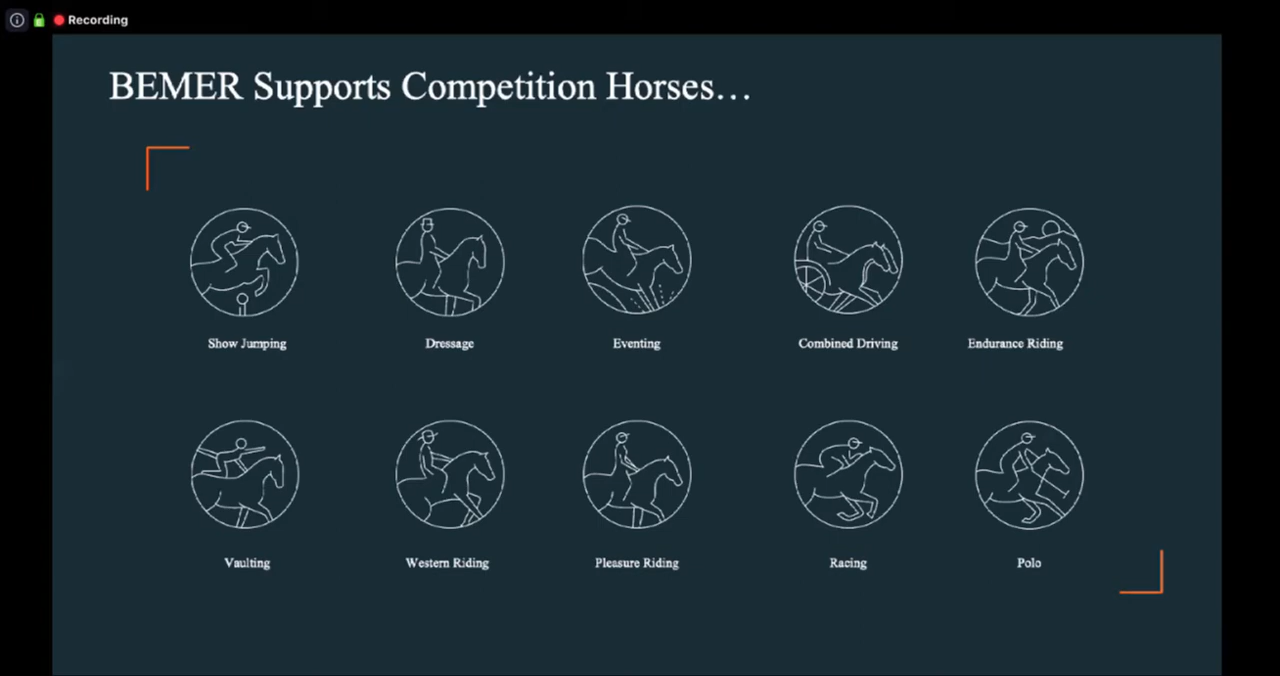 Recording
BEMER Supports Competition Horses…
Show Jumping
Dressage
Eventing
Combined Driving
Endurance Riding
Vaulting
Western Riding
Pleasure Riding
Racing
Polo